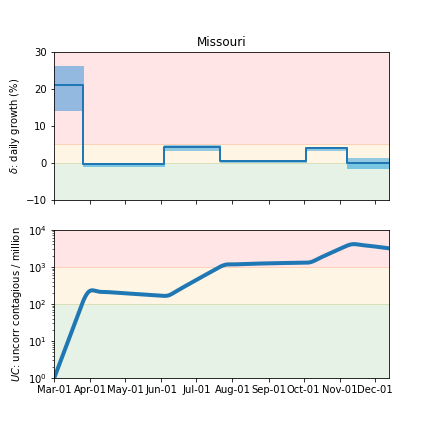 Missouri
30
20
10
0
−10
δ: daily growth (%)
10⁴
10³
10²
10¹
10⁰
UC: uncorr contagious / million
Mar-01 Apr-01 May-01 Jun-01 Jul-01 Aug-01 Sep-01 Oct-01 Nov-01 Dec-01